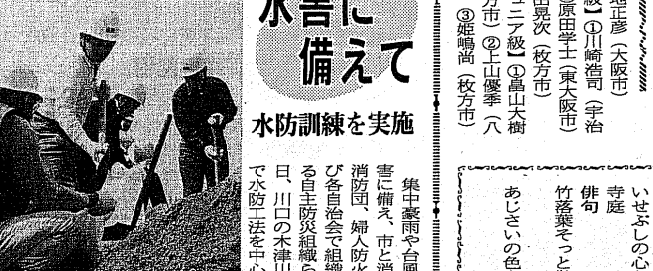 地正彦（大阪市）
級】①川崎浩司（宇治
原田学士（東大阪市）
田晃次（枚方市）
ュニア級】①畠山大樹
方市）②上山優季（八
③姫嶋尚（枚方市）
水害に
備えて
水防訓練を実施
集中豪雨や台風
害に備え、市と消
消防団、婦人防火
び各自治会で組織
る自主防災組織ら
日、川口の木津川
で水防工法を中心
いせぶしの心
寺庭
俳句
竹落葉そっと
あじさいの色